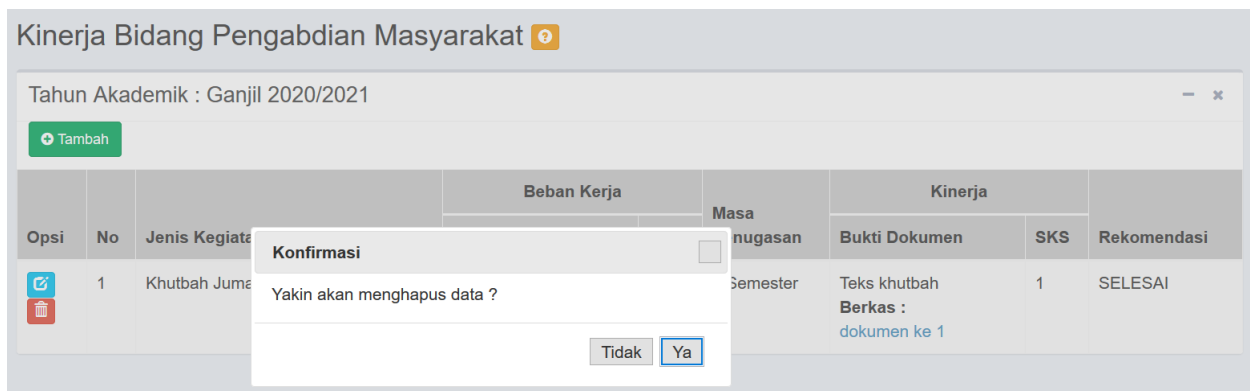 Kinerja Bidang Pengabdian Masyarakat
Tahun Akademik : Ganjil 2020/2021
Tambah
Beban Kerja
Kinerja
Masa
Opsi No Jenis Bukti Dokumen SKS Rekomendasi
1 Khutbah Semester Teks khutbah 1 SELESAI
Berkas :
dokumen ke 1
Konfirmasi
Yakin akan menghapus data ?
Tidak Ya